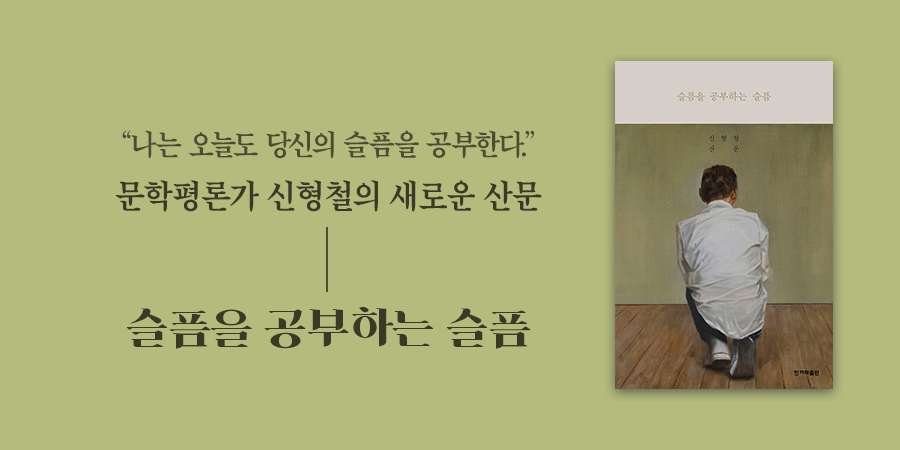 “나는 오늘도 당신의 슬픔을 공부한다.”
문학평론가 신형철의 새로운 산문
슬픔을 공부하는 슬픔
슬픔을 공부하는 슬픔
신형철
산문
한겨레출판